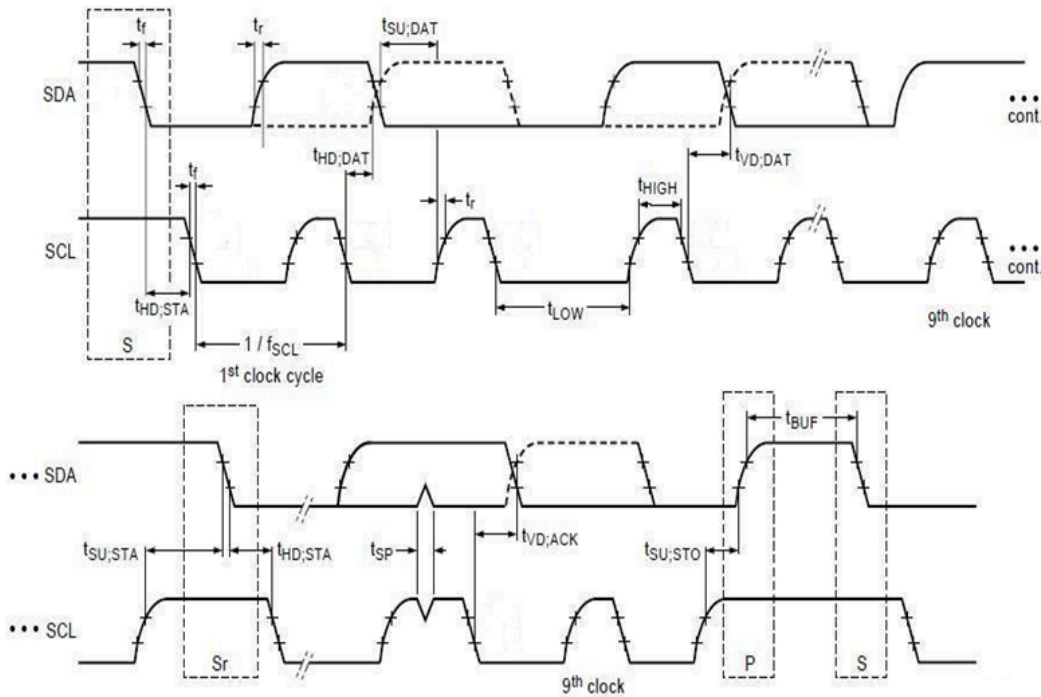 tf
tr
tSU;DAT
SDA
cont.
tHD;DAT
tVD;DAT
tf
tr
tHIGH
SCL
cont.
tHD;STA
tLOW
9th clock
S
1 / fSCL
1st clock cycle
tBUF
SDA
tSU;STA
tHD;STA
tSP
tVD;ACK
tSU;STO
SCL
Sr
P
S
9th clock